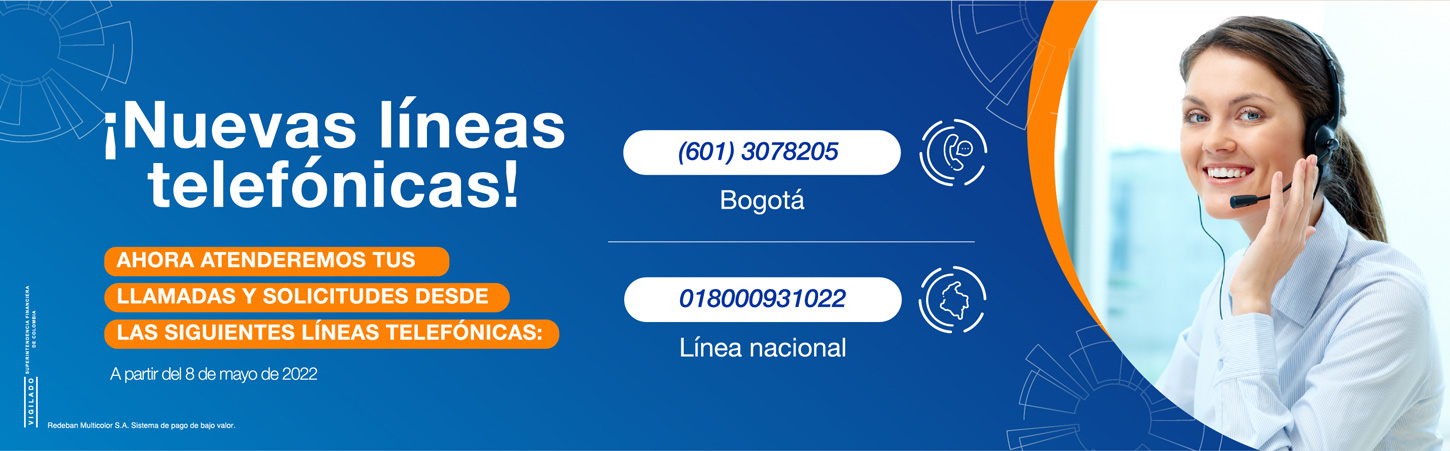 ¡Nuevas líneas
telefónicas!
AHORA ATENDEREMOS TUS
LLAMADAS Y SOLICITUDES DESDE
LAS SIGUIENTES LÍNEAS TELEFÓNICAS:
A partir del 8 de mayo de 2022
(601) 3078205
Bogotá
018000931022
Línea nacional
VIGILADO
SUPERINTENDENCIA FINANCIERA
DE COLOMBIA
Redeban Multicolor S.A. Sistema de pago de bajo valor.